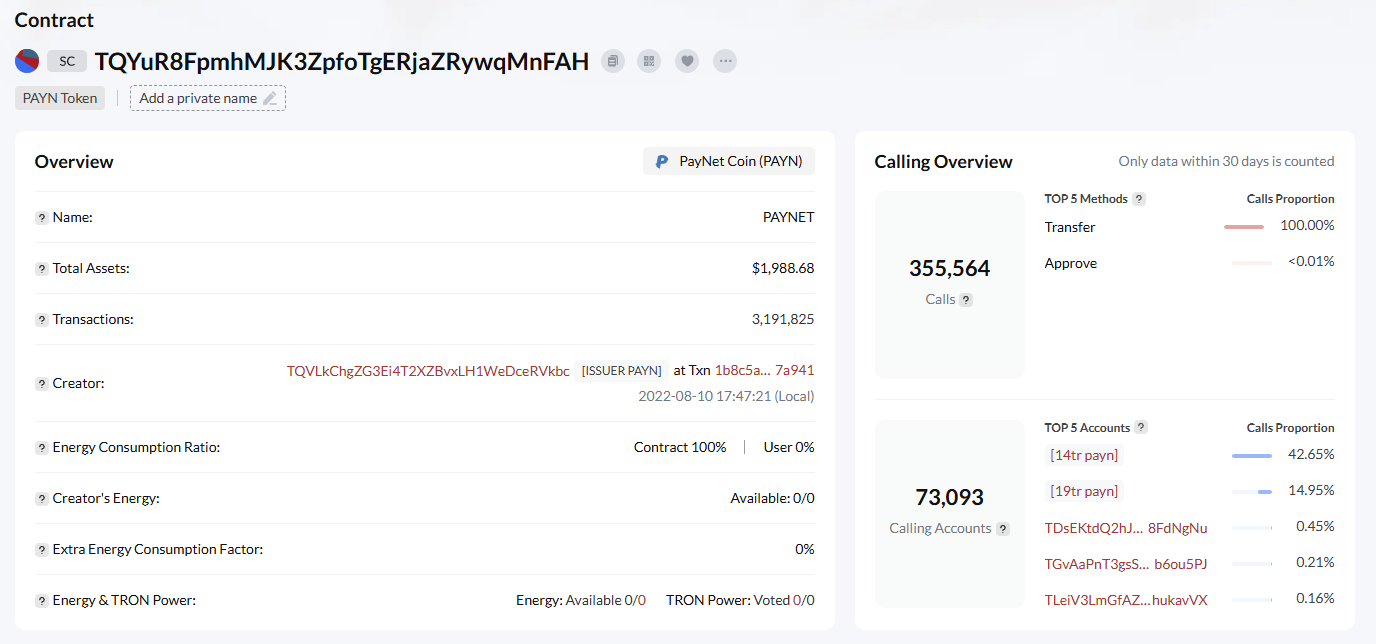 Contract
SC TQYuR8FpmhMJK3ZpfoTgERjaZRywqMnFAH
PAYN Token Add a private name
Overview PayNet Coin (PAYN)
? Name: PAYNET
? Total Assets: $1,988.68
? Transactions: 3,191,825
? Creator: TQVLkChgZG3Ei4T2XZBvxLH1WeDceRVkbc [ISSUER PAYN] at Txn 1b8c5a... 7a941
2022-08-10 17:47:21 (Local)
? Energy Consumption Ratio: Contract 100% | User 0%
? Creator's Energy: Available: 0/0
? Extra Energy Consumption Factor: 0%
? Energy & TRON Power: Energy: Available 0/0 TRON Power: Voted 0/0
Calling Overview Only data within 30 days is counted
355,564
Calls ?
TOP 5 Methods ? Calls Proportion
Transfer 100.00%
Approve <0.01%
73,093
Calling Accounts ?
TOP 5 Accounts ? Calls Proportion
[14tr payn] 42.65%
[19tr payn] 14.95%
TDsEKtdQ2hJ... 8FdNgNu 0.45%
TGvAaPnT3gsS... b6ou5PJ 0.21%
TLeiV3LmGfAZ...hukavVX 0.16%